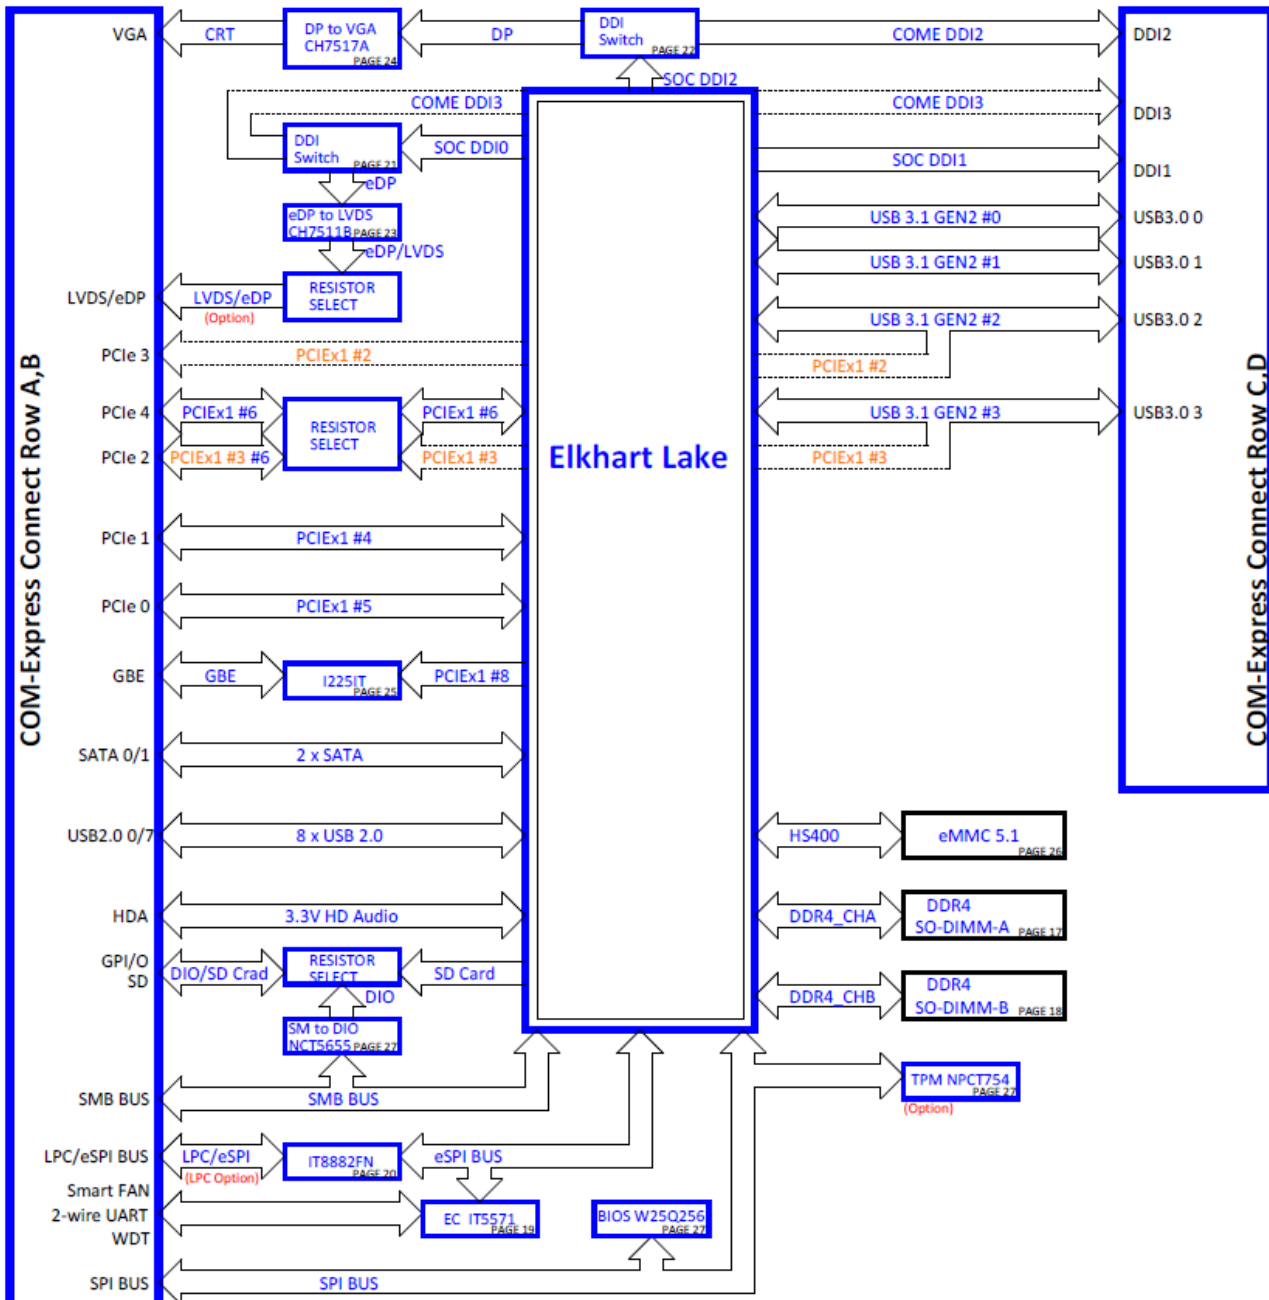 VGA
CRT
DP to VGA
CH7517A
PAGE 24
DP
DDI
Switch
PAGE 22
COME DDI2
DDI2
SOC DDI2
COME DDI3
COME DDI3
DDI3
DDI
Switch
PAGE 21
SOC DDI0
SOC DDI1
DDI1
eDP
eDP to LVDS
CH7511B
PAGE 23
USB 3.1 GEN2 #0
USB3.0 0
eDP/LVDS
USB 3.1 GEN2 #1
USB3.0 1
LVDS/eDP
LVDS/eDP
(Option)
RESISTOR
SELECT
USB 3.1 GEN2 #2
USB3.0 2
PCIe 3
PCIEx1 #2
PCIEx1 #2
PCIe 4
PCIEx1 #6
RESISTOR
SELECT
PCIEx1 #6
USB 3.1 GEN2 #3
USB3.0 3
PCIe 2
PCIEx1 #3 #6
PCIEx1 #3
PCIEx1 #3
Elkhart Lake
COM-Express Connect Row A,B
COM-Express Connect Row C,D
PCIe 1
PCIEx1 #4
PCIe 0
PCIEx1 #5
GBE
GBE
I225IT
PAGE 25
PCIEx1 #8
SATA 0/1
2 x SATA
USB2.0 0/7
8 x USB 2.0
HS400
eMMC 5.1
PAGE 26
HDA
3.3V HD Audio
DDR4_CHA
DDR4
SO-DIMM-A
PAGE 17
GPI/O
SD
DIO/SD Crad
RESISTOR
SELECT
SD Card
DIO
DDR4_CHB
DDR4
SO-DIMM-B
PAGE 18
SM to DIO
NCT5655
PAGE 27
SMB BUS
SMB BUS
TPM NPCT754
PAGE 27
(Option)
LPC/eSPI BUS
LPC/eSPI
(LPC Option)
IT8882FN
PAGE 20
eSPI BUS
Smart FAN
2-wire UART
WDT
EC IT5571
PAGE 19
BIOS W25Q256
PAGE 27
SPI BUS
SPI BUS